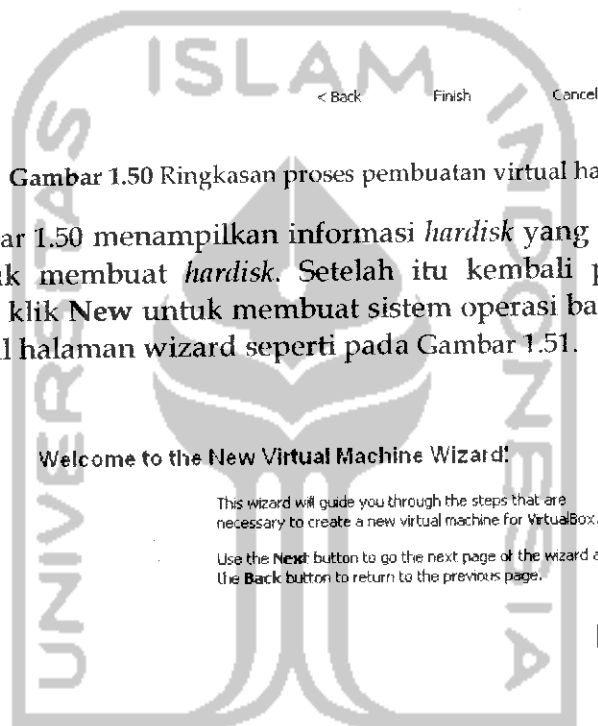 ISLAM
UNIVERSITAS
INDONESIA
< Back Finish Cancel
Gambar 1.50 Ringkasan proses pembuatan virtual ha
ar 1.50 menampilkan informasi hardisk yang
k membuat hardisk. Setelah itu kembali p
klik New untuk membuat sistem operasi ba
l halaman wizard seperti pada Gambar 1.51.
Welcome to the New Virtual Machine Wizard!
This wizard will guide you through the steps that are
necessary to create a new virtual machine for VirtualBox.
Use the Next button to go the next page of the wizard a
the Back button to return to the previous page.